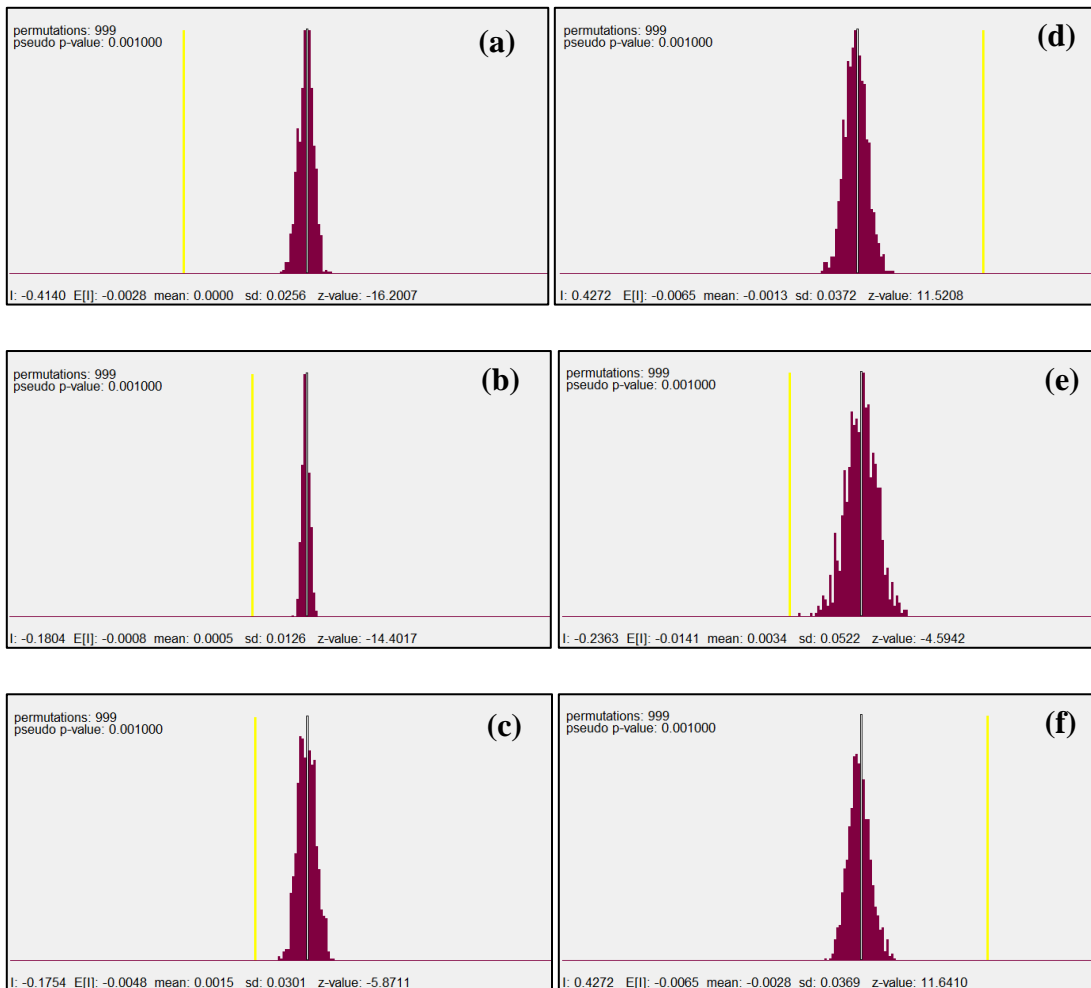 permutations: 999
pseudo p-value: 0.001000
(a)
I: -0.4140 E[I]: -0.0028 mean: 0.0000 sd: 0.0256 z-value: -16.2007
permutations: 999
pseudo p-value: 0.001000
(d)
I: 0.4272 E[I]: -0.0065 mean: -0.0013 sd: 0.0372 z-value: 11.5208
permutations: 999
pseudo p-value: 0.001000
(b)
I: -0.1804 E[I]: -0.0008 mean: 0.0005 sd: 0.0126 z-value: -14.4017
permutations: 999
pseudo p-value: 0.001000
(e)
I: -0.2363 E[I]: -0.0141 mean: 0.0034 sd: 0.0522 z-value: -4.5942
permutations: 999
pseudo p-value: 0.001000
(c)
I: -0.1754 E[I]: -0.0048 mean: 0.0015 sd: 0.0301 z-value: -5.8711
permutations: 999
pseudo p-value: 0.001000
(f)
I: 0.4272 E[I]: -0.0065 mean: -0.0028 sd: 0.0369 z-value: 11.6410